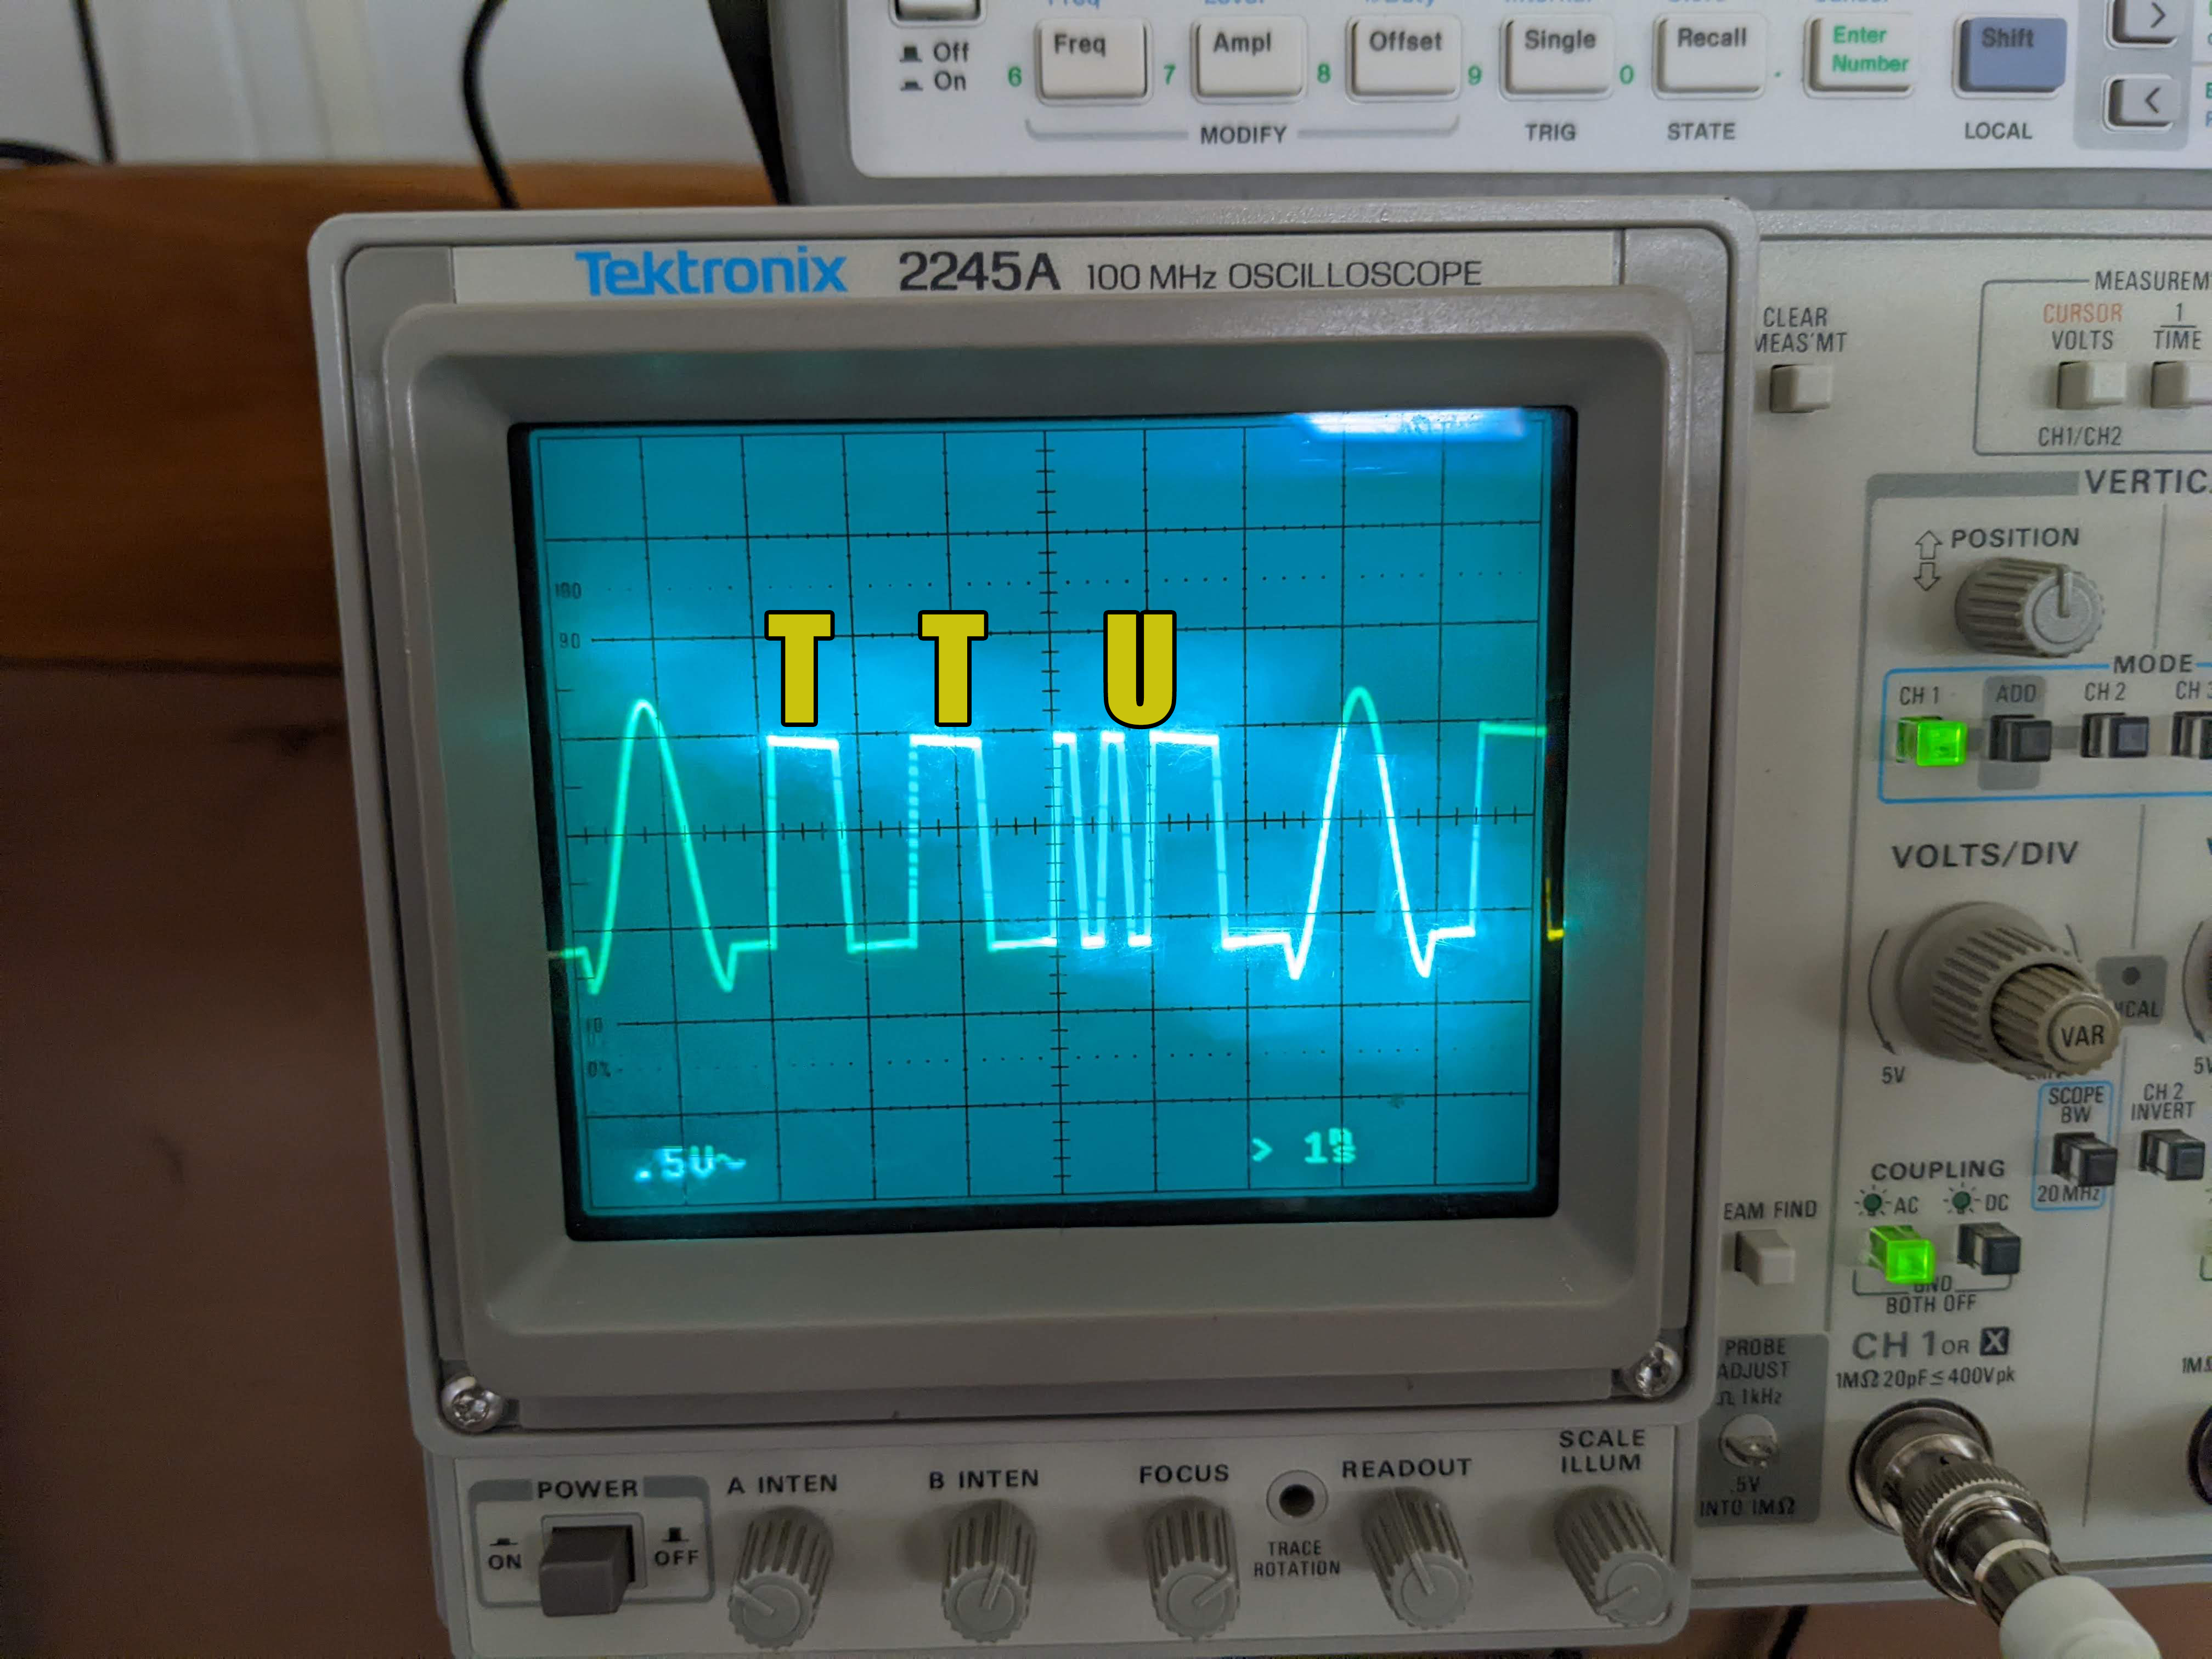 Off
On
6 Freq 7 Ampl 8 Offset 9 Single 0 Recall . Enter Number Shift
MODIFY TRIG STATE LOCAL
Tektronix 2245A 100 MHz OSCILLOSCOPE
CLEAR
MEAS'MT
CURSOR
VOLTS
1
TIME
CH1/CH2
POSITION
MODE
CH 1 ADD CH 2
VOLTS/DIV
VAR
5V
SCOPE
BW
20 MHz
CH 2
INVERT
COUPLING
AC DC
GND
BOTH OFF
CH 1 OR X
1MΩ 20pF ≤ 400Vpk
PROBE
ADJUST
1kHz
.5V
INTO 1MΩ
100
90
T T U
10
0%
.5V~ > 1ms
POWER
ON OFF
A INTEN
B INTEN
FOCUS
TRACE
ROTATION
READOUT
SCALE
ILLUM